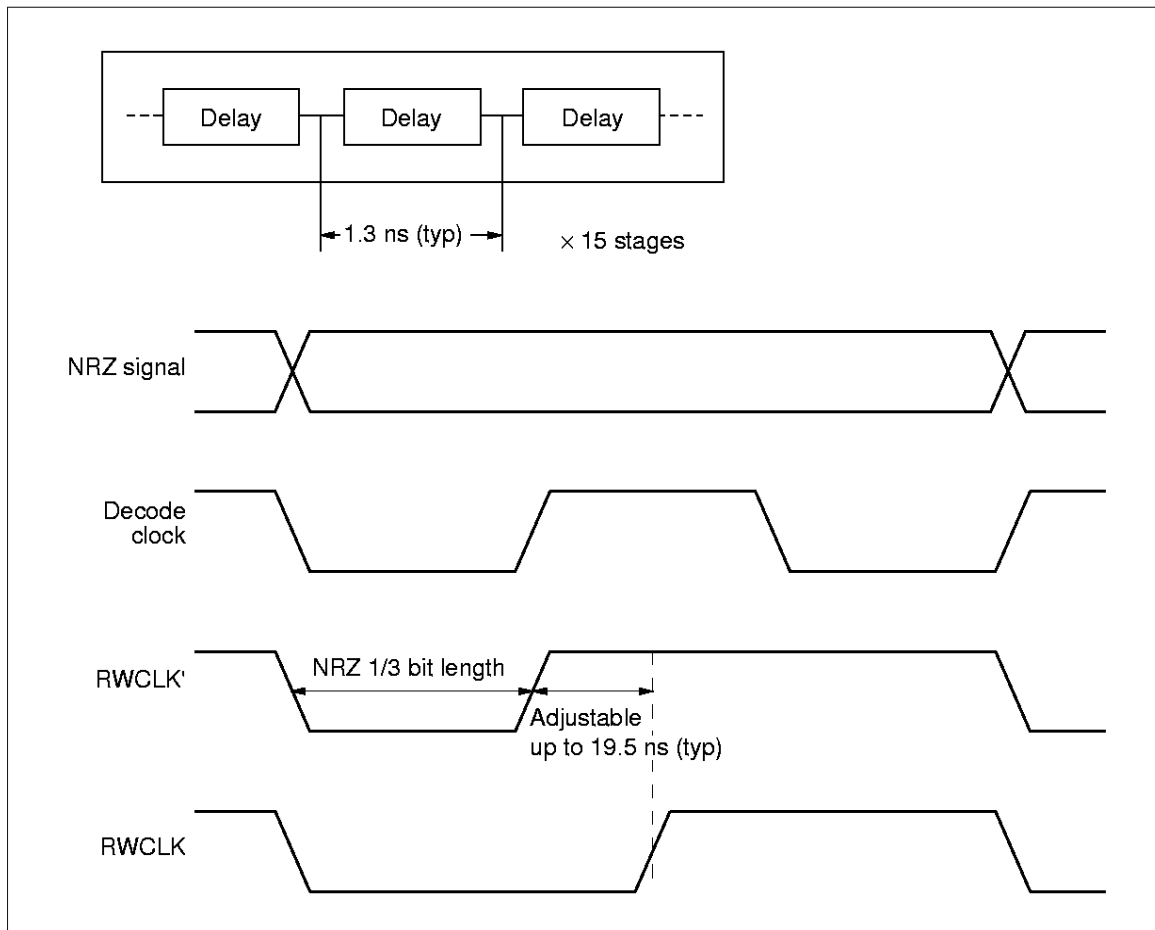 Delay
Delay
Delay
1.3 ns (typ)
× 15 stages
NRZ signal
Decode
clock
RWCLK'
NRZ 1/3 bit length
Adjustable
up to 19.5 ns (typ)
RWCLK